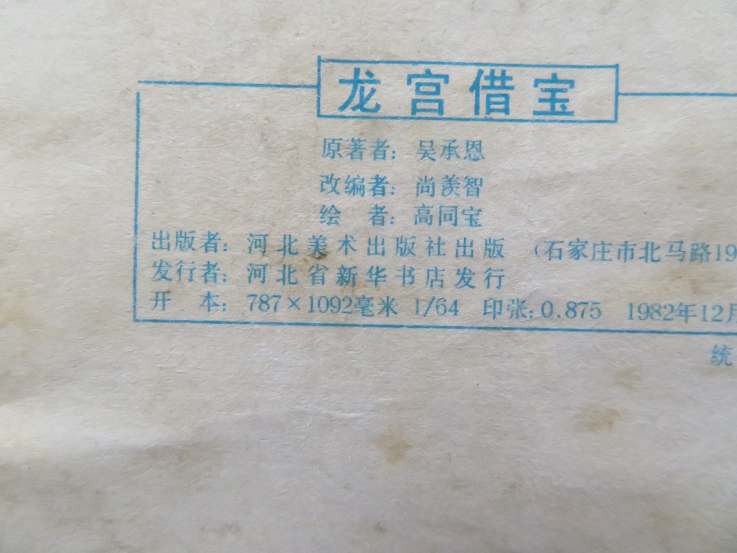 龙宫借宝
原著者：吴承恩
改编者：尚羡智
绘　者：高同宝
出版者：河北美术出版社出版　（石家庄市北马路19
发行者：河北省新华书店发行
开　本：787×1092毫米　1/64　印张：0.875　1982年12月
统